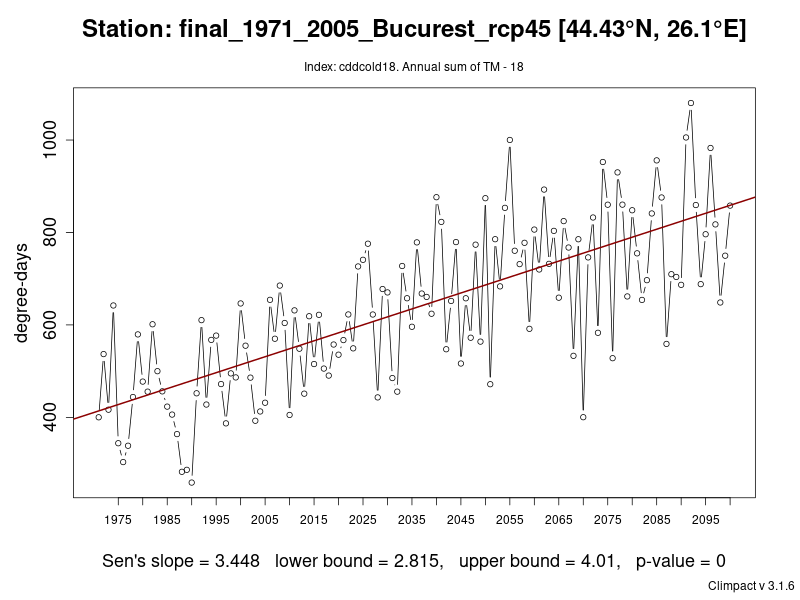 Station: final_1971_2005_Bucurest_rcp45 [44.43°N, 26.1°E]
Index: cddcold18. Annual sum of TM - 18
1000
800
600
400
degree-days
1975 1985 1995 2005 2015 2025 2035 2045 2055 2065 2075 2085 2095
Sen's slope = 3.448 lower bound = 2.815, upper bound = 4.01, p-value = 0
Climpact v 3.1.6